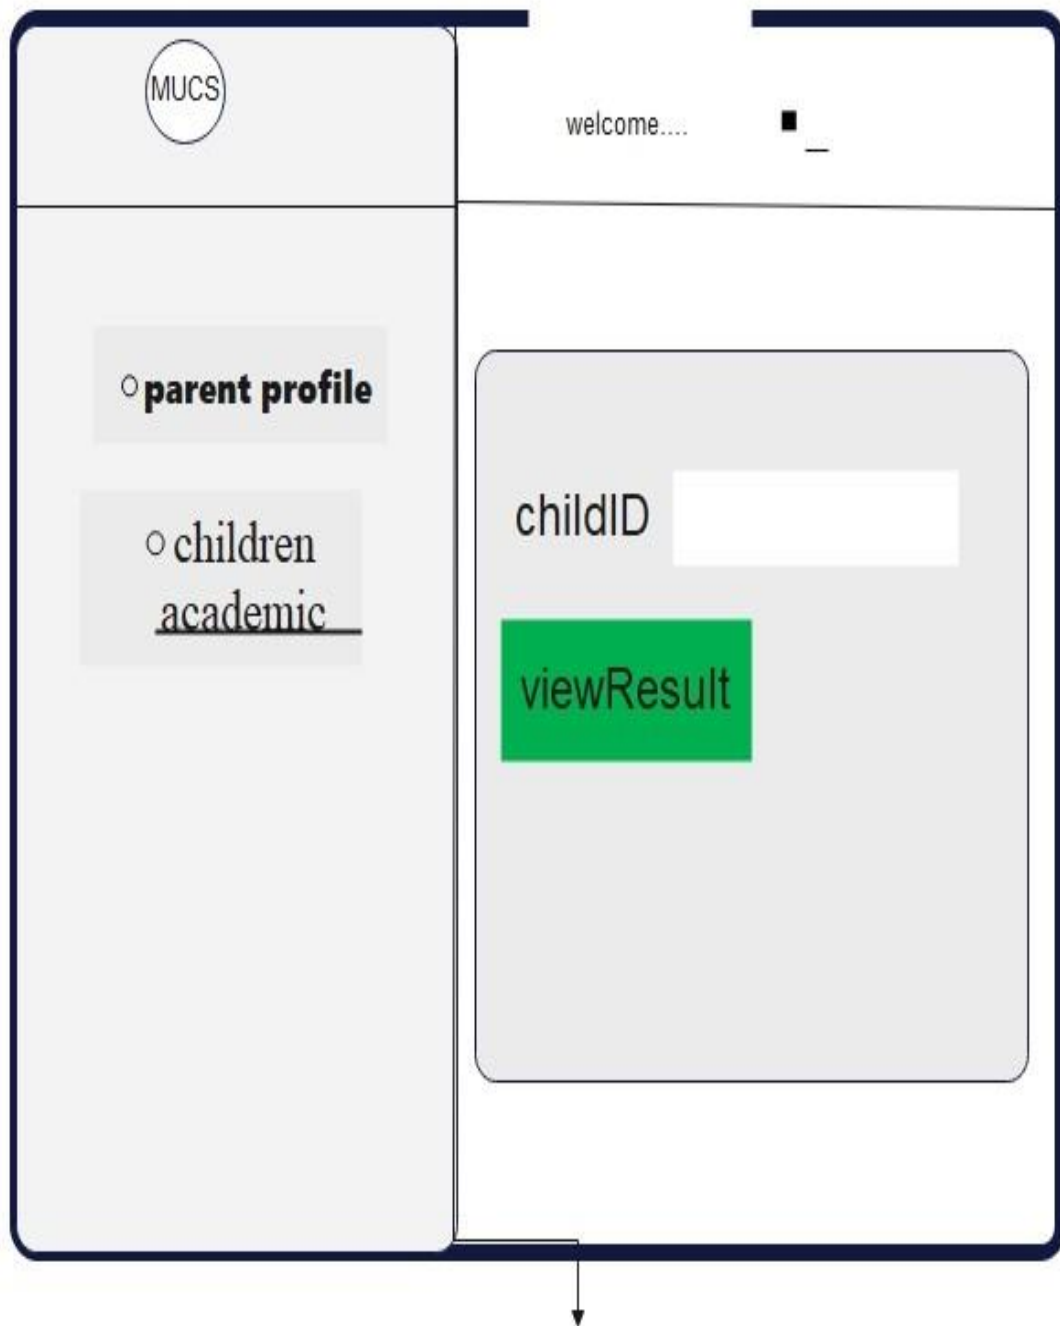 MUCS
welcome....
parent profile
children
academic
childID
viewResult